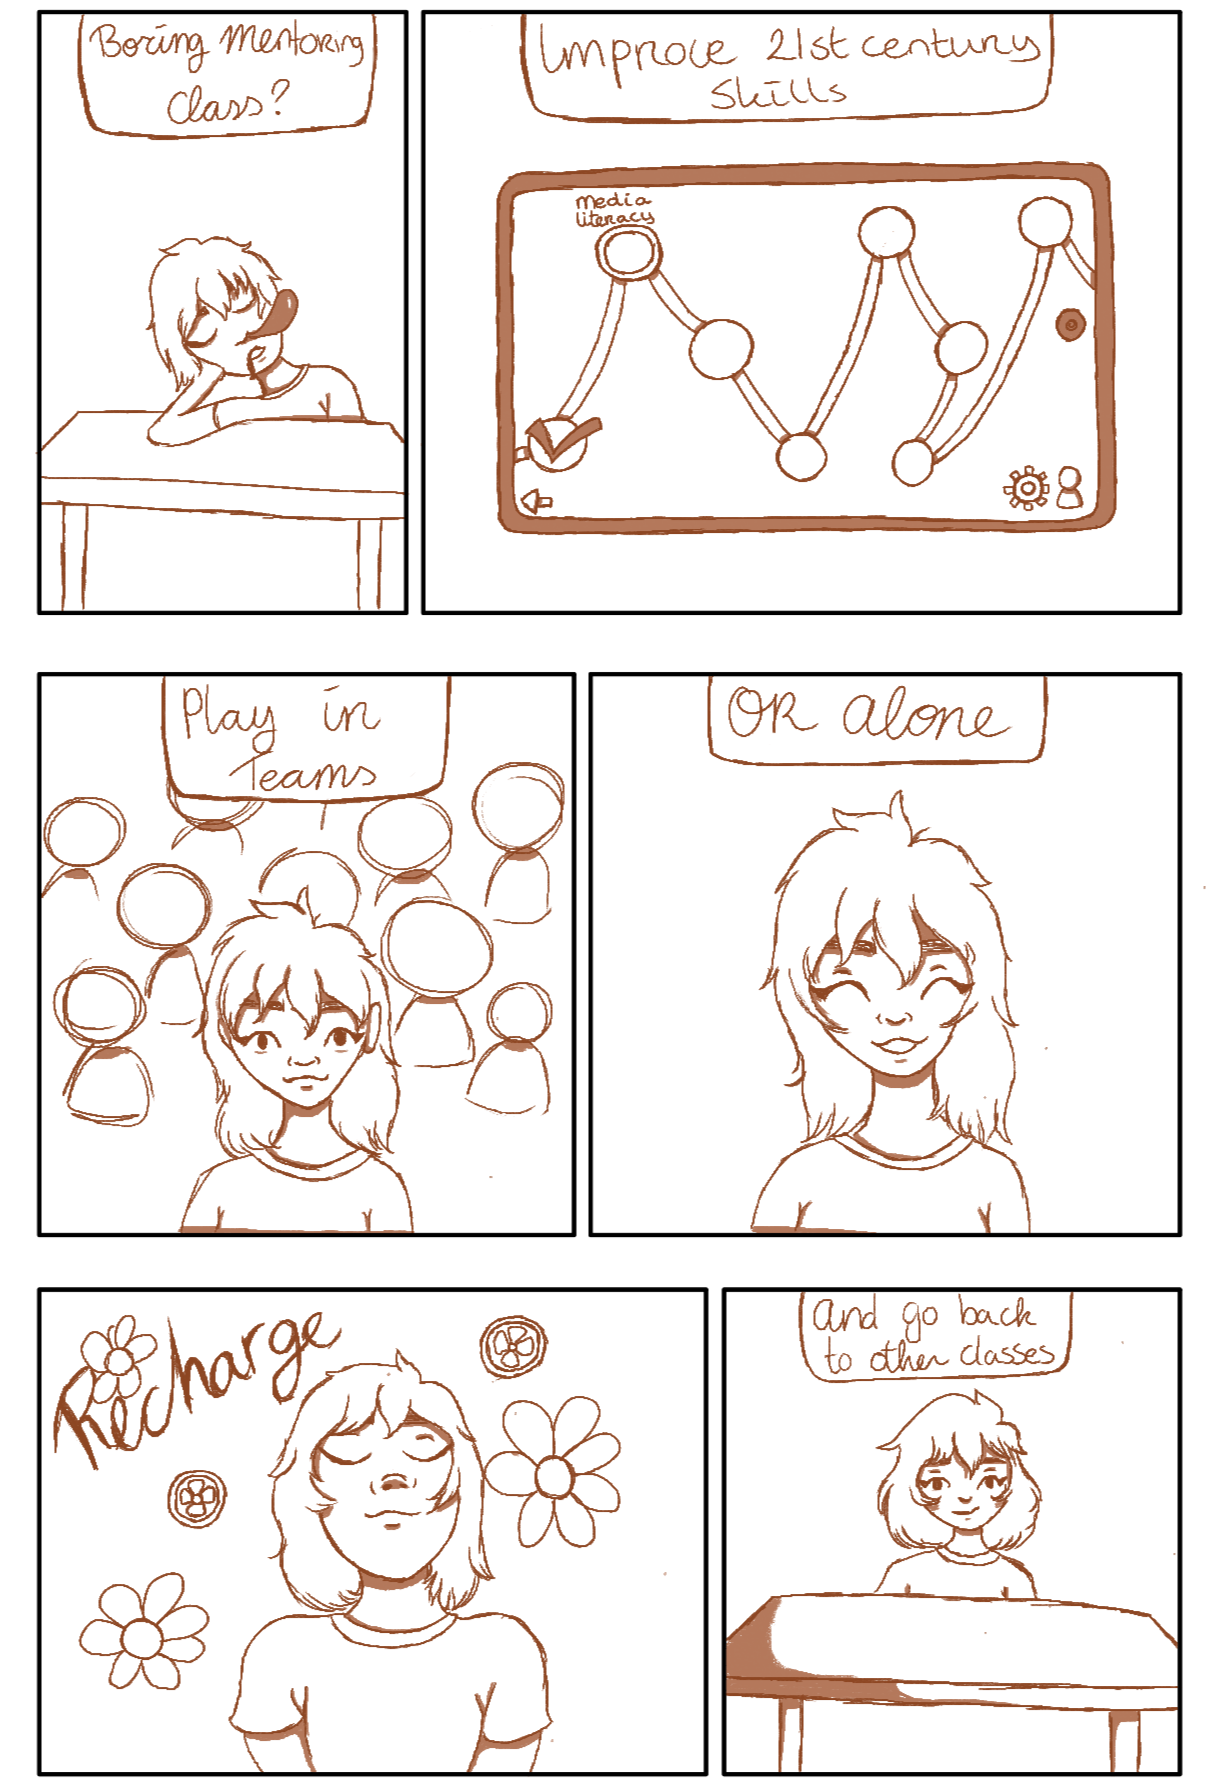 Boring Mentoring
Class?
Improve 21st century
Skills
media
literacy
Play in
Teams
OR alone
Recharge
and go back
to other classes